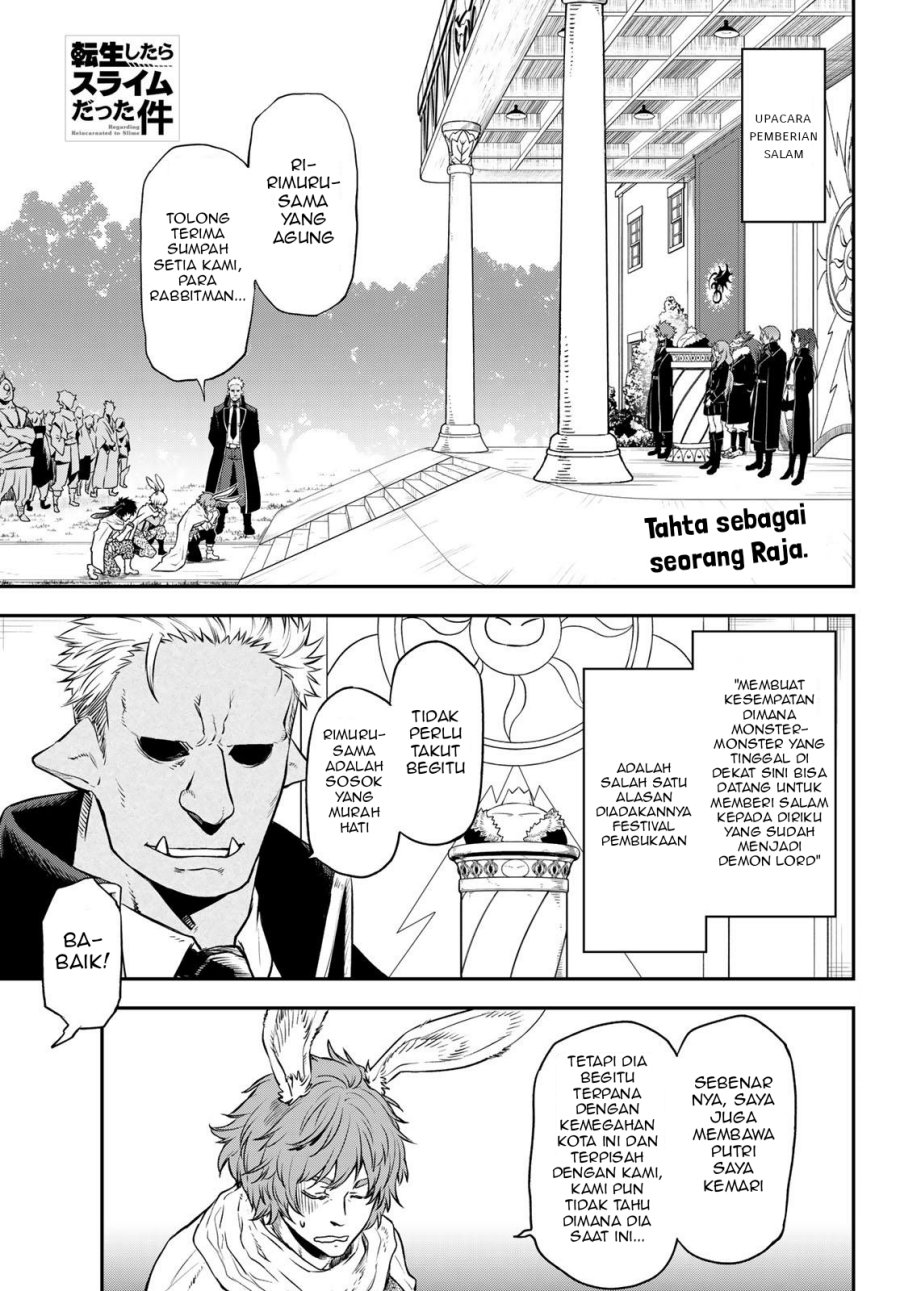 転生したら
スライム
だった件
Regarding
Reincarnated to Slime
UPACARA
PEMBERIAN
SALAM
RI-
RIMURU-
SAMA
YANG
AGUNG
TOLONG
TERIMA
SUMPAH
SETIA KAMI,
PARA
RABBITMAN...
Tahta sebagai
seorang Raja.
"MEMBUAT
KESEMPATAN
DIMANA
MONSTER-
MONSTER YANG
TINGGAL DI
DEKAT SINI BISA
DATANG UNTUK
MEMBERI SALAM
KEPADA DIRIKU
YANG SUDAH
MENJADI
DEMON LORD"
ADALAH
SALAH SATU
ALASAN
DIADAKANNYA
FESTIVAL
PEMBUKAAN
TIDAK
PERLU
TAKUT
BEGITU
RIMURU-
SAMA
ADALAH
SOSOK
YANG
MURAH
HATI
BA-
BAIK!
SEBENAR
NYA, SAYA
JUGA
MEMBAWA
PUTRI
SAYA
KEMARI
TETAPI DIA
BEGITU
TERPANA
DENGAN
KEMEGAHAN
KOTA INI DAN
TERPISAH
DENGAN KAMI,
KAMI PUN
TIDAK TAHU
DIMANA DIA
SAAT INI...